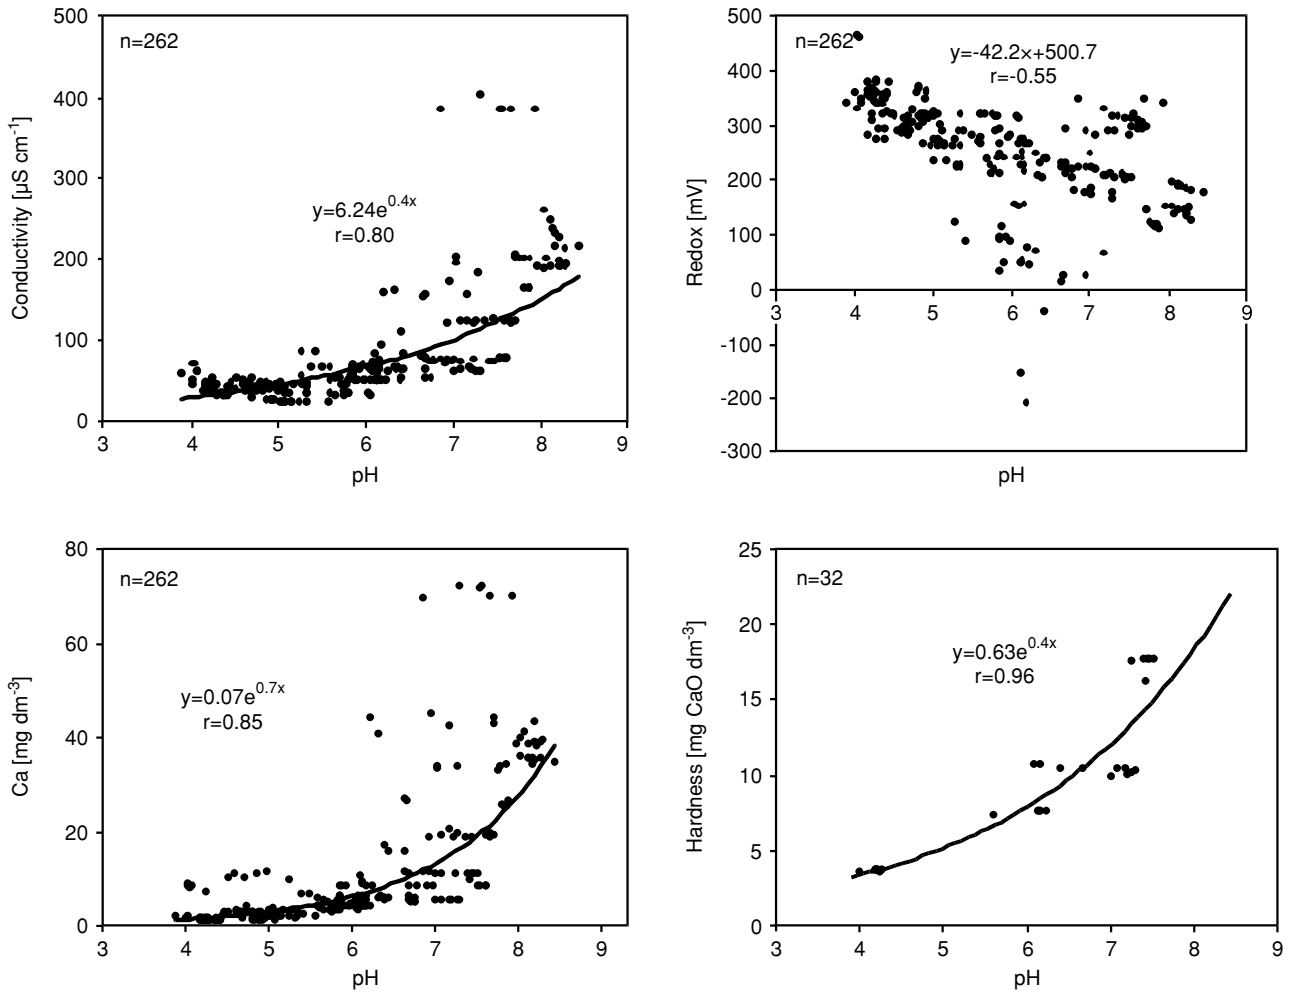 500
400
300
200
100
0
3 4 5 6 7 8 9
pH
Conductivity [µS cm-1]
n=262
y=6.24e0.4x
r=0.80
500
400
300
200
100
0
3 4 5 6 7 8 9
-100
-200
-300
pH
Redox [mV]
n=262
y=-42.2×+500.7
r=-0.55
80
60
40
20
0
3 4 5 6 7 8 9
pH
Ca [mg dm-3]
n=262
y=0.07e0.7x
r=0.85
25
20
15
10
5
0
3 4 5 6 7 8 9
pH
Hardness [mg CaO dm-3]
n=32
y=0.63e0.4x
r=0.96